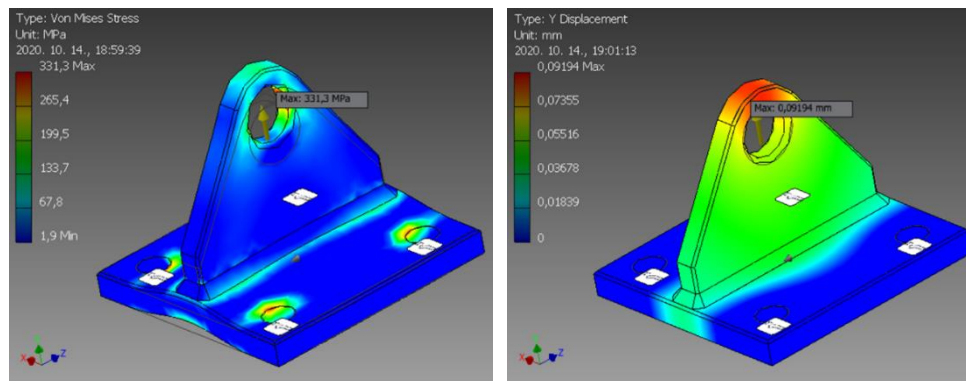 Type: Von Mises Stress
Unit: MPa
2020. 10. 14., 18:59:39
331,3 Max
265,4
199,5
133,7
67,8
1,9 Min
Max: 331,3 MPa
X
Z
Type: Y Displacement
Unit: mm
2020. 10. 14., 19:01:13
0,09194 Max
0,07355
0,05516
0,03678
0,01839
0
Max: 0,09194 mm
X
Z